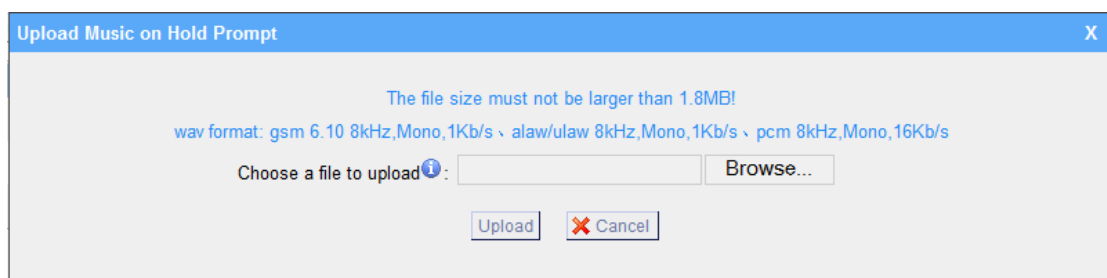 Upload Music on Hold Prompt X
The file size must not be larger than 1.8MB!
wav format: gsm 6.10 8kHz,Mono,1Kb/s、alaw/ulaw 8kHz,Mono,1Kb/s、pcm 8kHz,Mono,16Kb/s
Choose a file to upload i : Browse...
Upload Cancel